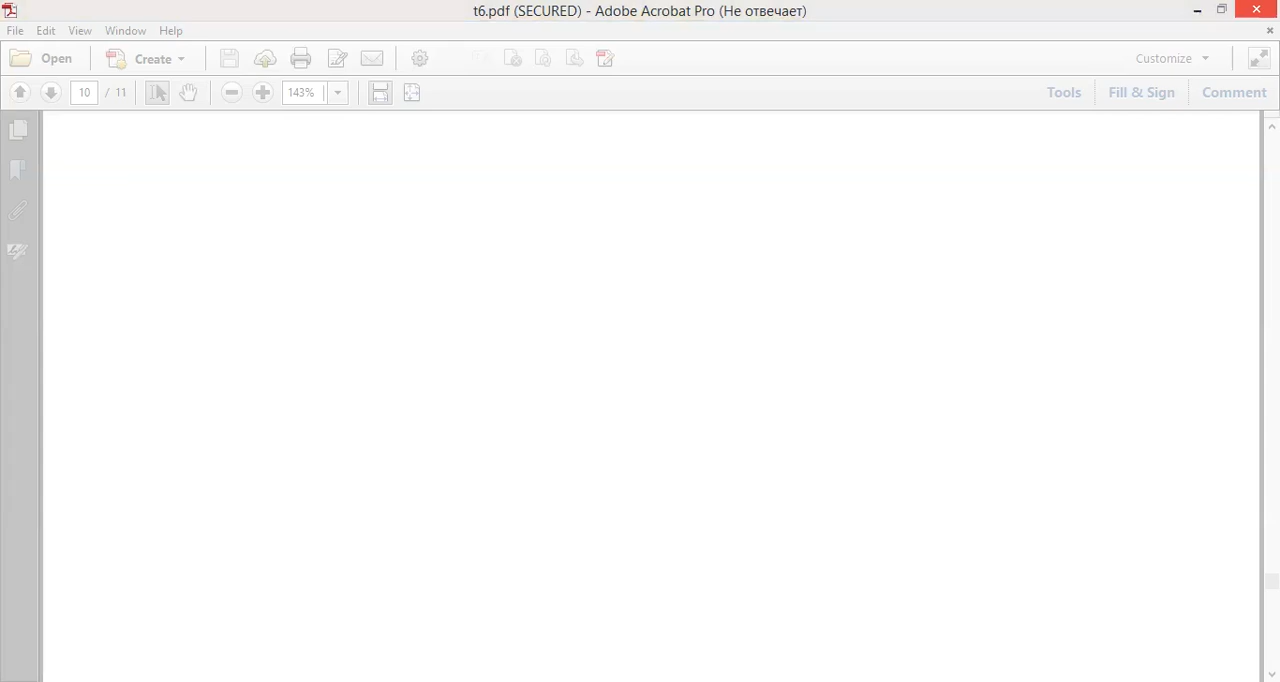 t6.pdf (SECURED) - Adobe Acrobat Pro (Не отвечает)
File Edit View Window Help
Open Create Customize
10 / 11 143% Tools Fill & Sign Comment